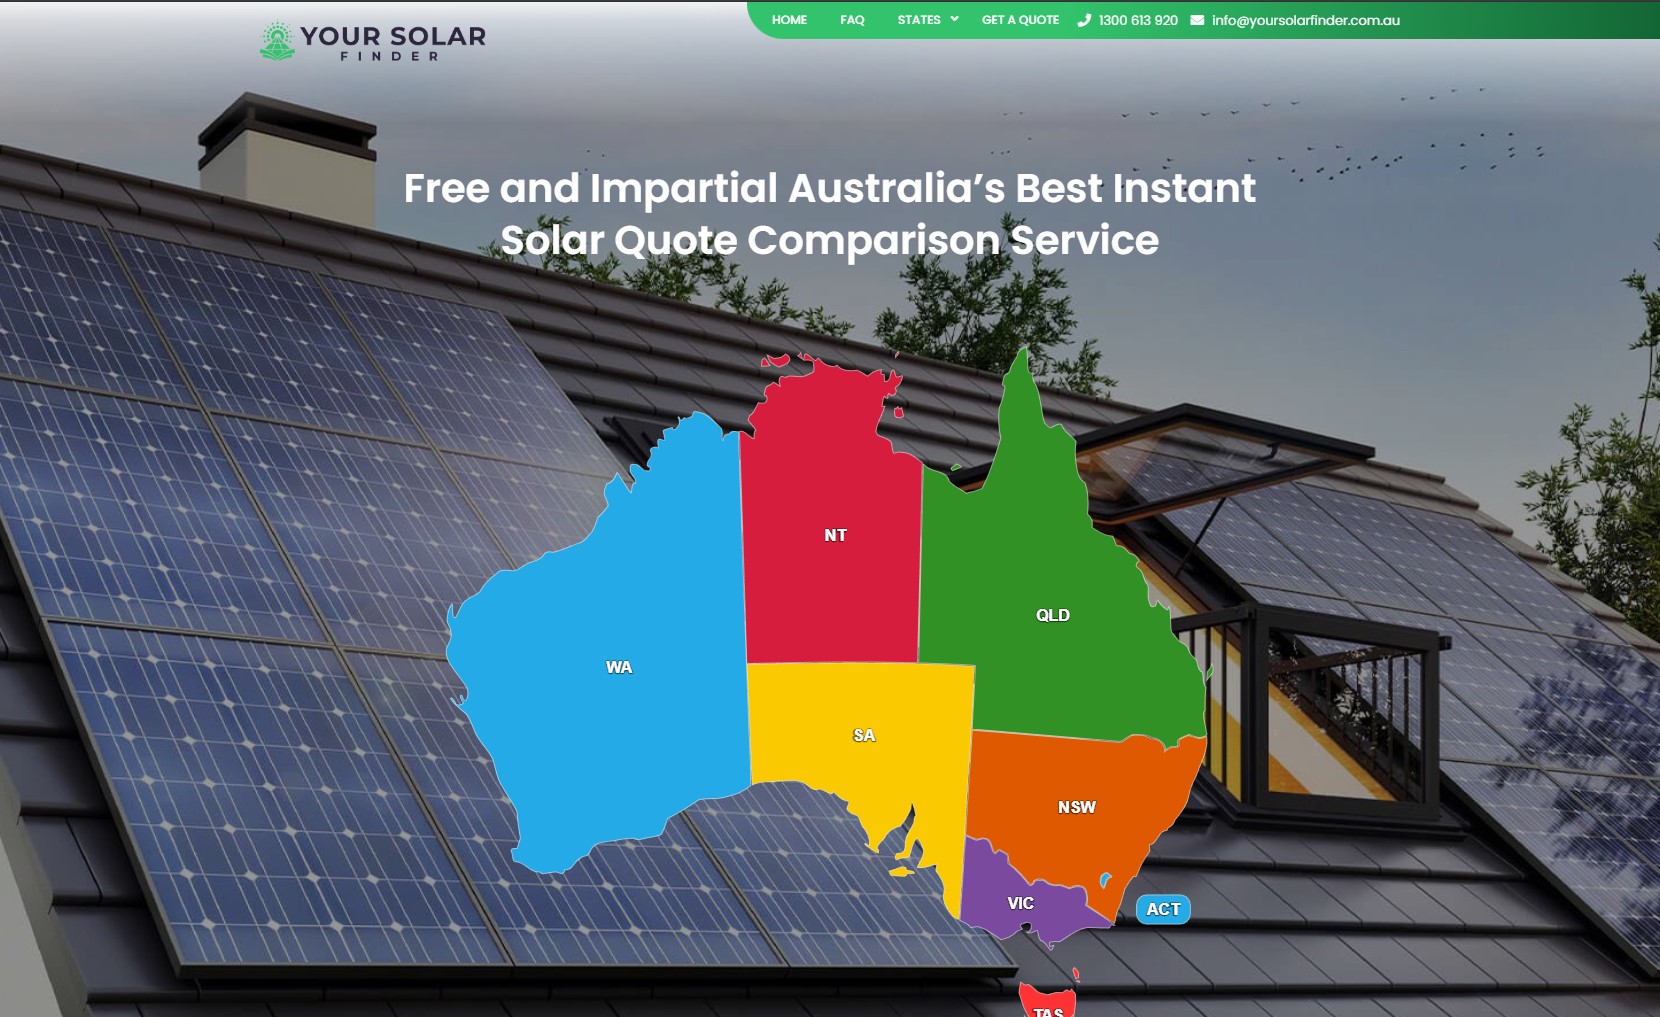 YOUR SOLAR
FINDER
HOME FAQ STATES GET A QUOTE 1300 613 920 info@yoursolarfinder.com.au
Free and Impartial Australia’s Best Instant
Solar Quote Comparison Service
NT
QLD
WA
SA
NSW
VIC
ACT
TAS